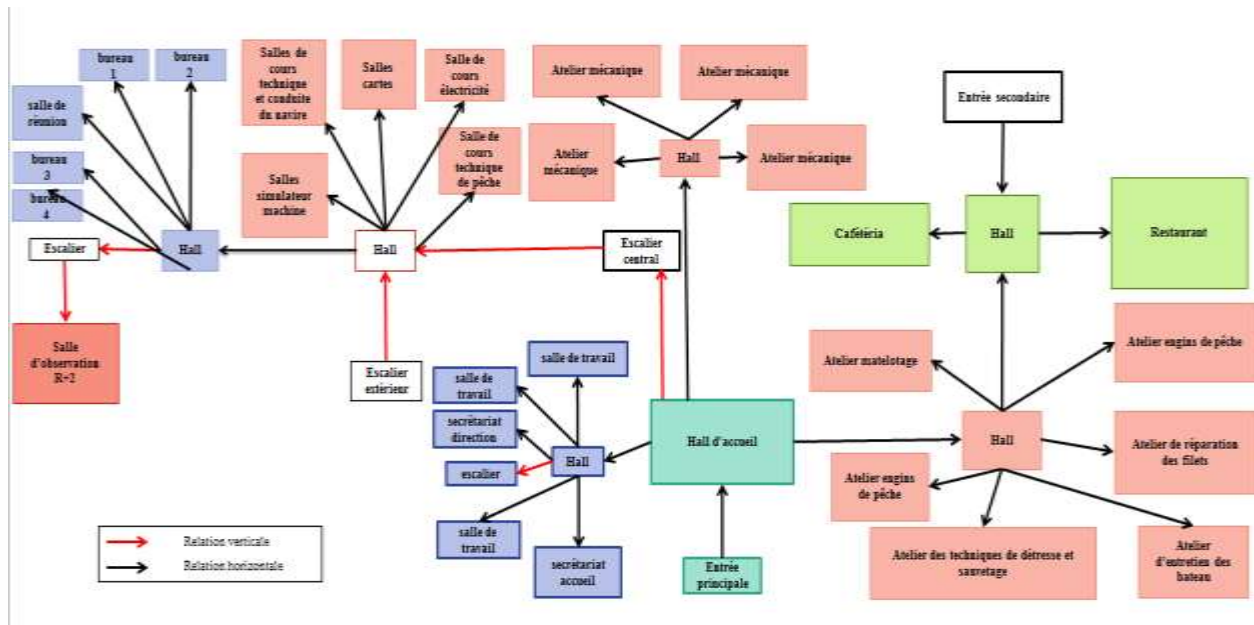 bureau
1
bureau
2
Salles de
cours
technique
et conduite
du navire
Salles
cartes
Salle de
cours
électricité
Atelier mécanique
Atelier mécanique
Entrée secondaire
salle de
réunion
bureau
3
bureau
4
Salles
simulateur
machine
Salle de
cours
technique
de pêche
Atelier
mécanique
Hall
Atelier mécanique
Escalier
Hall
Hall
Escalier
central
Cafétéria
Hall
Restaurant
Salle
d'observation
R+2
Escalier
extérieur
salle de travail
salle de
travail
secrétariat
direction
escalier
Hall
Hall d'accueil
Atelier matelotage
Atelier engins de pêche
Hall
Atelier de réparation
des filets
Atelier engins
de pêche
salle de
travail
secrétariat
accueil
Entrée
principale
Atelier des techniques de détresse et
sauvetage
Atelier
d'entretien des
bateau
Relation verticale
Relation horizontale